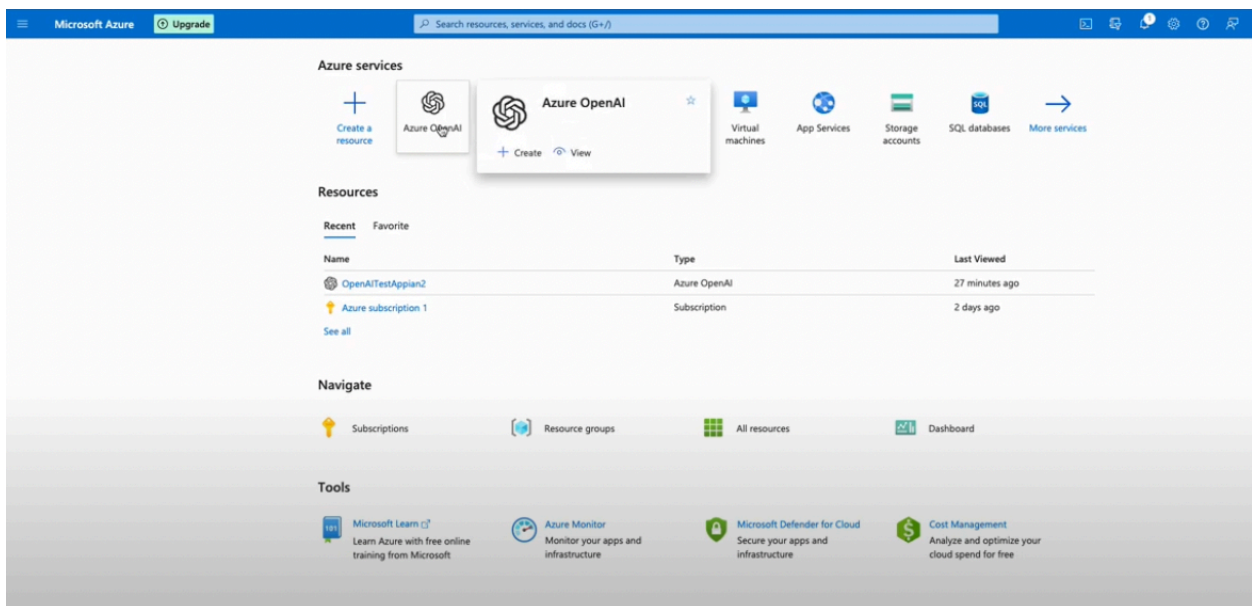 Microsoft Azure
Upgrade
Search resources, services, and docs (G+/)
1
Azure services
Create a
resource
Azure OpenAI
Azure OpenAI
Create
View
Virtual
machines
App Services
Storage
accounts
SQL
SQL databases
More services
Resources
Recent
Favorite
Name
Type
Last Viewed
OpenAITestAppian2
Azure OpenAI
27 minutes ago
Azure subscription 1
Subscription
2 days ago
See all
Navigate
Subscriptions
Resource groups
All resources
Dashboard
Tools
101
Microsoft Learn
Learn Azure with free online
training from Microsoft
Azure Monitor
Monitor your apps and
infrastructure
Microsoft Defender for Cloud
Secure your apps and
infrastructure
$
Cost Management
Analyze and optimize your
cloud spend for free